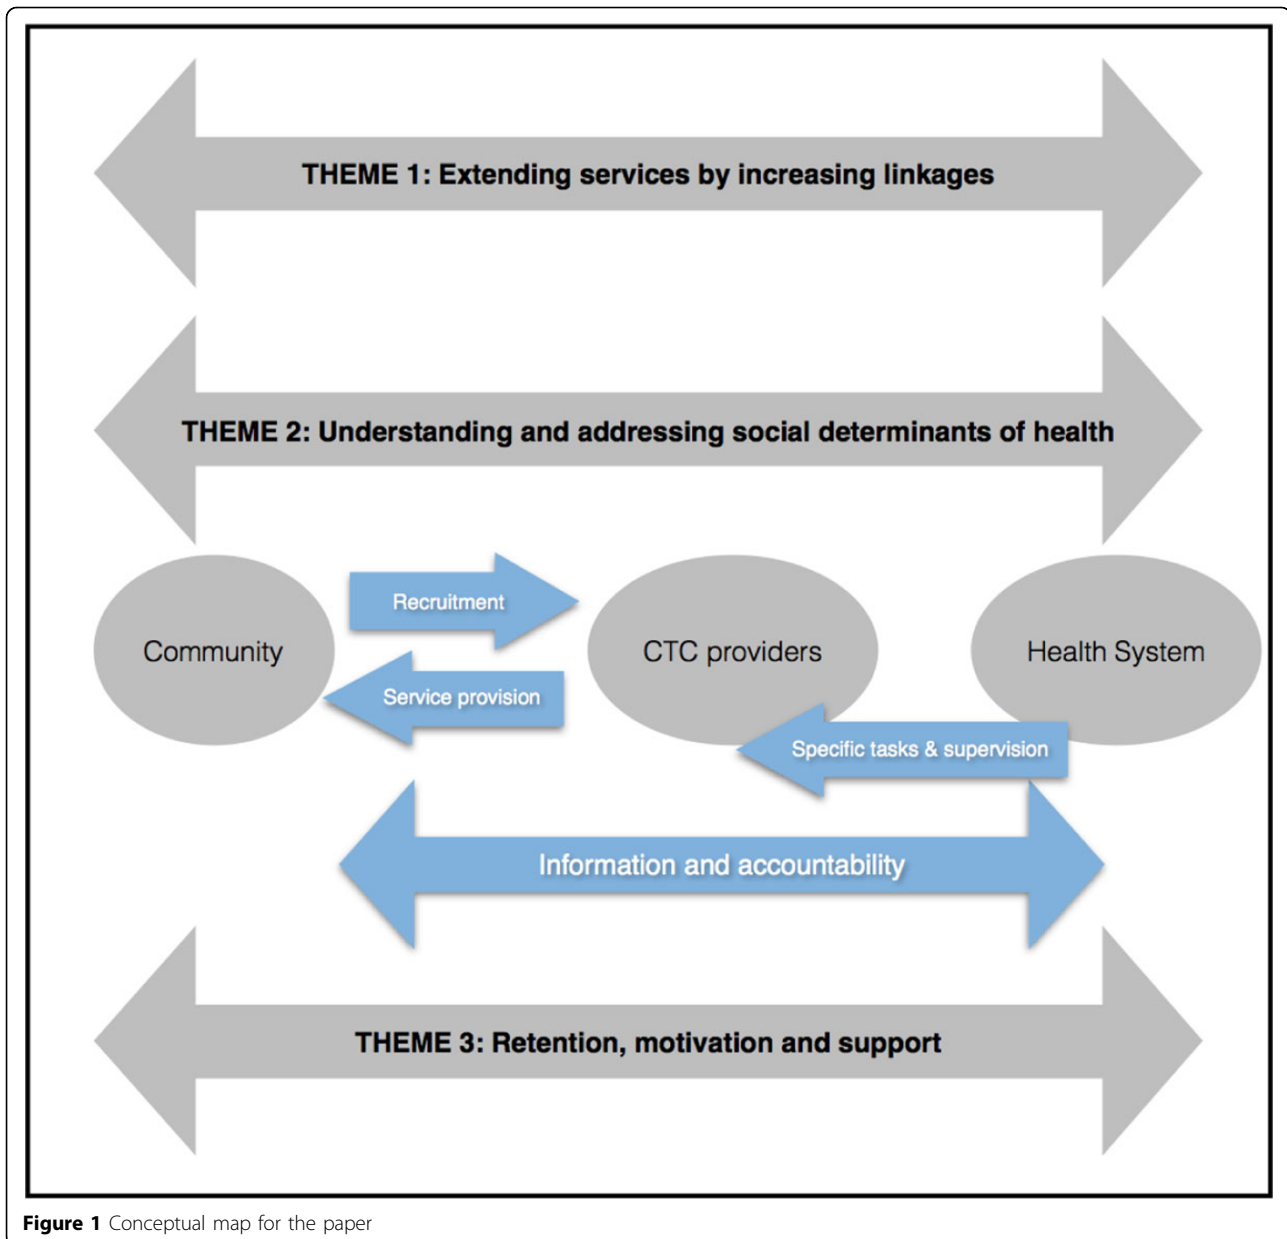 THEME 1: Extending services by increasing linkages
THEME 2: Understanding and addressing social determinants of health
Recruitment
Community
CTC providers
Health System
Service provision
Specific tasks & supervision
Information and accountability
THEME 3: Retention, motivation and support
Figure 1 Conceptual map for the paper